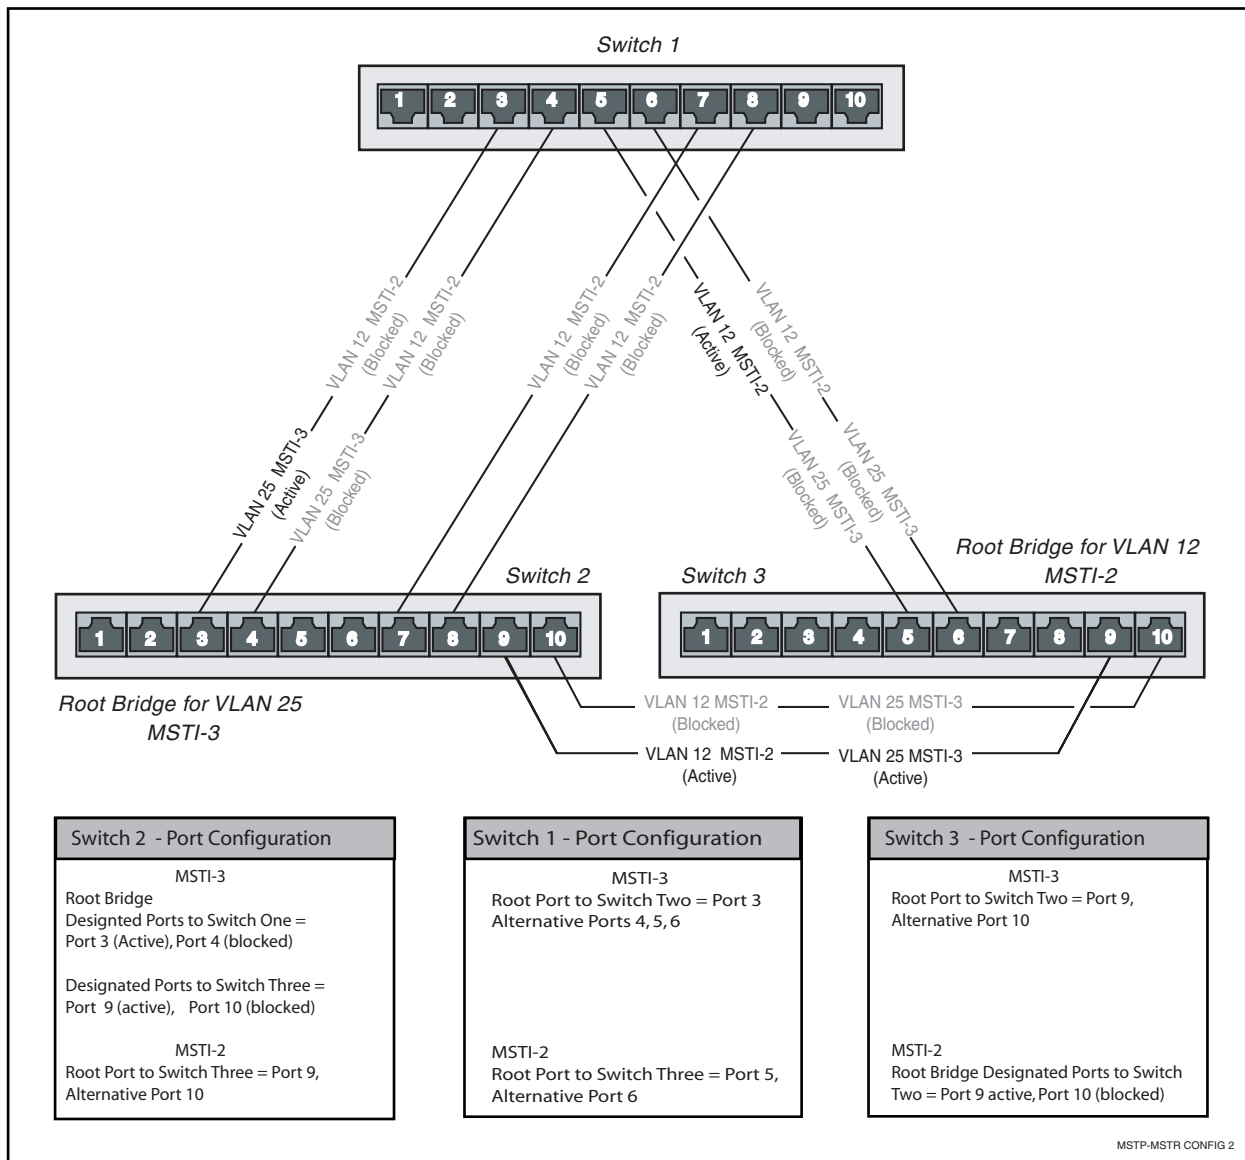 Switch 1
1 2 3 4 5 6 7 8 9 10
VLAN 12 MSTI-2
(Blocked)
VLAN 25 MSTI-3
(Active)
VLAN 12 MSTI-2
(Blocked)
VLAN 25 MSTI-3
(Blocked)
VLAN 12 MSTI-2
(Blocked)
VLAN 12 MSTI-2
(Blocked)
VLAN 12 MSTI-2
(Active)
VLAN 25 MSTI-3
(Blocked)
VLAN 12 MSTI-2
(Blocked)
VLAN 25 MSTI-3
(Blocked)
Switch 2
1 2 3 4 5 6 7 8 9 10
Root Bridge for VLAN 25
MSTI-3
Switch 3
Root Bridge for VLAN 12
MSTI-2
1 2 3 4 5 6 7 8 9 10
VLAN 12 MSTI-2
(Blocked)
VLAN 25 MSTI-3
(Blocked)
VLAN 12 MSTI-2
(Active)
VLAN 25 MSTI-3
(Active)
Switch 2 - Port Configuration
MSTI-3
Root Bridge
Designted Ports to Switch One =
Port 3 (Active), Port 4 (blocked)
Designated Ports to Switch Three =
Port 9 (active), Port 10 (blocked)
MSTI-2
Root Port to Switch Three = Port 9,
Alternative Port 10
Switch 1 - Port Configuration
MSTI-3
Root Port to Switch Two = Port 3
Alternative Ports 4, 5, 6
MSTI-2
Root Port to Switch Three = Port 5,
Alternative Port 6
Switch 3 - Port Configuration
MSTI-3
Root Port to Switch Two = Port 9,
Alternative Port 10
MSTI-2
Root Bridge Designated Ports to Switch
Two = Port 9 active, Port 10 (blocked)
MSTP-MSTR CONFIG 2